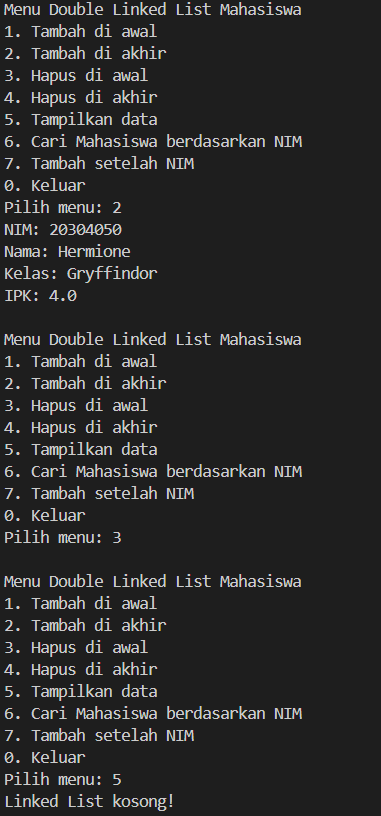 Menu Double Linked List Mahasiswa
1. Tambah di awal
2. Tambah di akhir
3. Hapus di awal
4. Hapus di akhir
5. Tampilkan data
6. Cari Mahasiswa berdasarkan NIM
7. Tambah setelah NIM
0. Keluar
Pilih menu: 2
NIM: 20304050
Nama: Hermione
Kelas: Gryffindor
IPK: 4.0

Menu Double Linked List Mahasiswa
1. Tambah di awal
2. Tambah di akhir
3. Hapus di awal
4. Hapus di akhir
5. Tampilkan data
6. Cari Mahasiswa berdasarkan NIM
7. Tambah setelah NIM
0. Keluar
Pilih menu: 3

Menu Double Linked List Mahasiswa
1. Tambah di awal
2. Tambah di akhir
3. Hapus di awal
4. Hapus di akhir
5. Tampilkan data
6. Cari Mahasiswa berdasarkan NIM
7. Tambah setelah NIM
0. Keluar
Pilih menu: 5
Linked List kosong!